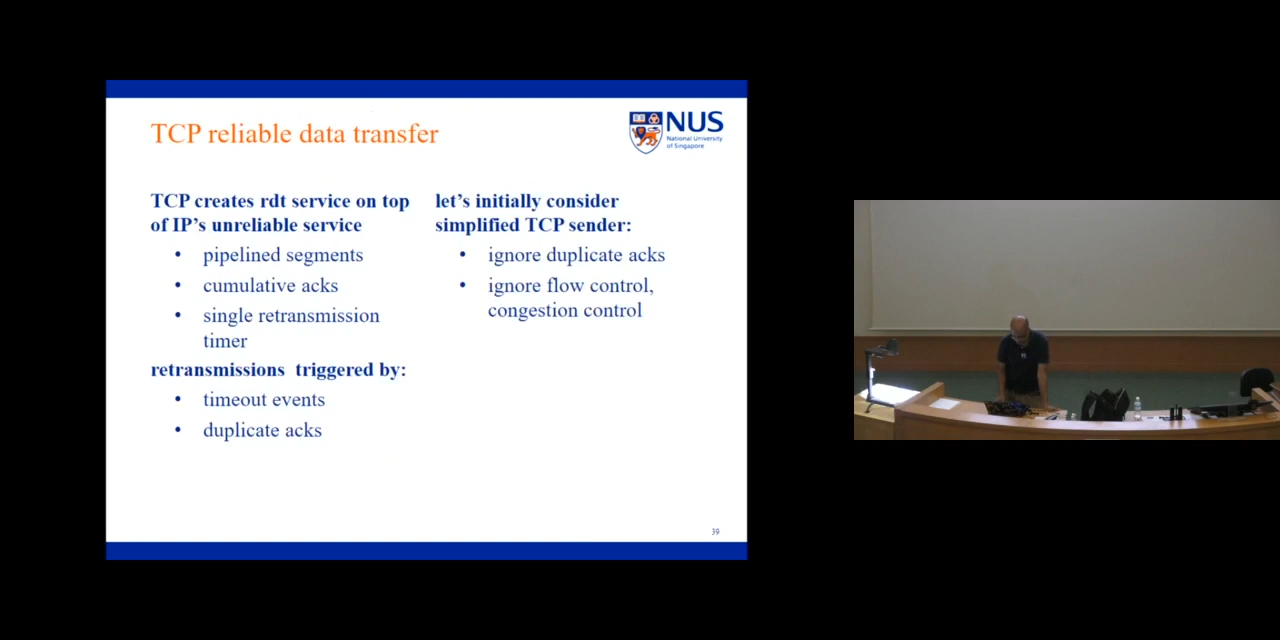 TCP reliable data transfer
NUS
National University
of Singapore
TCP creates rdt service on top
of IP’s unreliable service
• pipelined segments
• cumulative acks
• single retransmission
timer
retransmissions triggered by:
• timeout events
• duplicate acks
let’s initially consider
simplified TCP sender:
• ignore duplicate acks
• ignore flow control,
congestion control
39